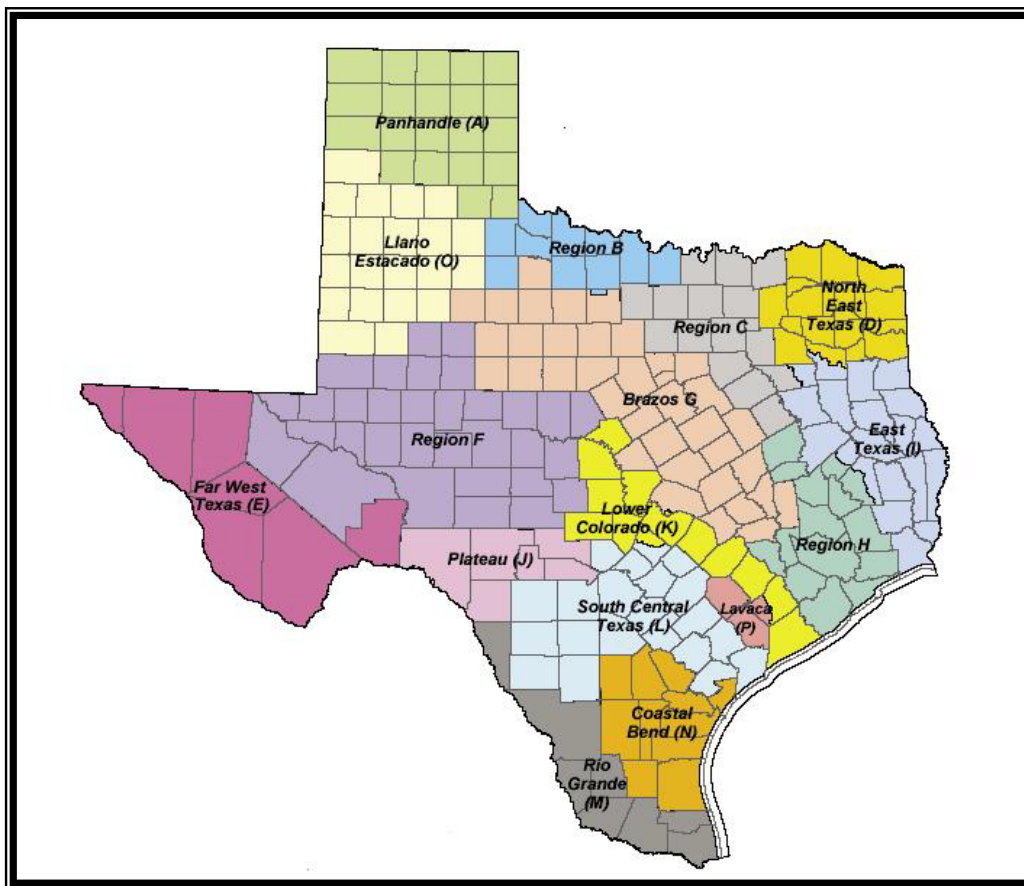 Panhandle (A)
Llano
Estacado (O)
Region B
North
East
Texas (D)
Region C
Brazos G
Region F
East
Texas (I)
Far West
Texas (E)
Lower
Colorado (K)
Region H
Plateau (J)
South Central
Texas (L)
Lavaca
(P)
Coastal
Bend (N)
Rio
Grande
(M)